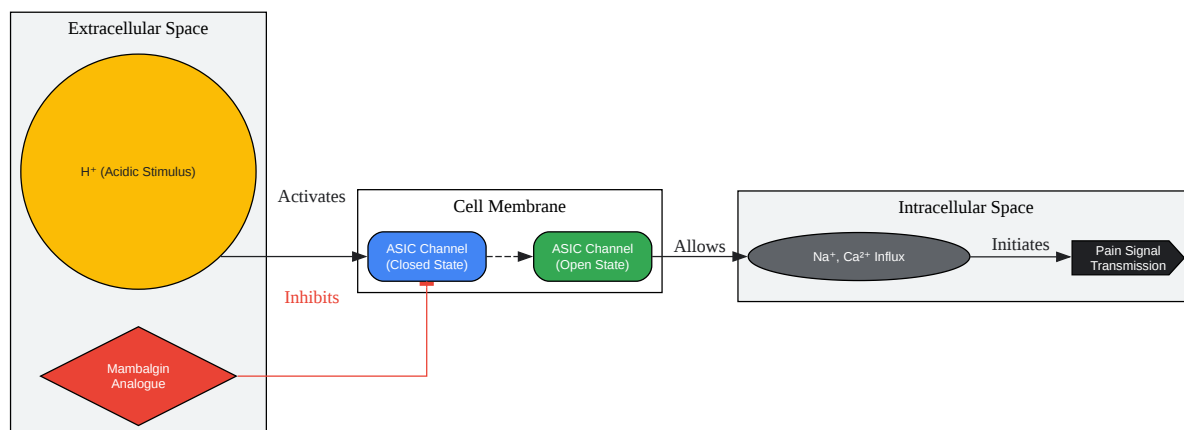 Extracellular Space
H⁺ (Acidic Stimulus)
Mambalgin
Analogue
Activates
Inhibits
Cell Membrane
ASIC Channel
(Closed State)
ASIC Channel
(Open State)
Allows
Intracellular Space
Na⁺, Ca²⁺ Influx
Initiates
Pain Signal
Transmission